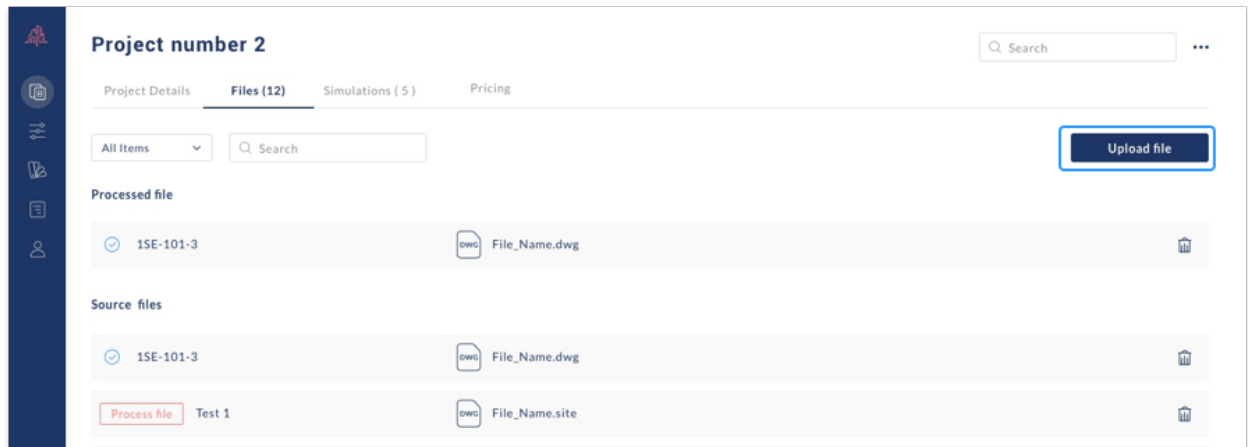 Project number 2
Search
Project Details Files (12) Simulations ( 5 ) Pricing
All Items Search Upload file
Processed file
1SE-101-3 DWG File_Name.dwg
Source files
1SE-101-3 DWG File_Name.dwg
Process file Test 1 DWG File_Name.site